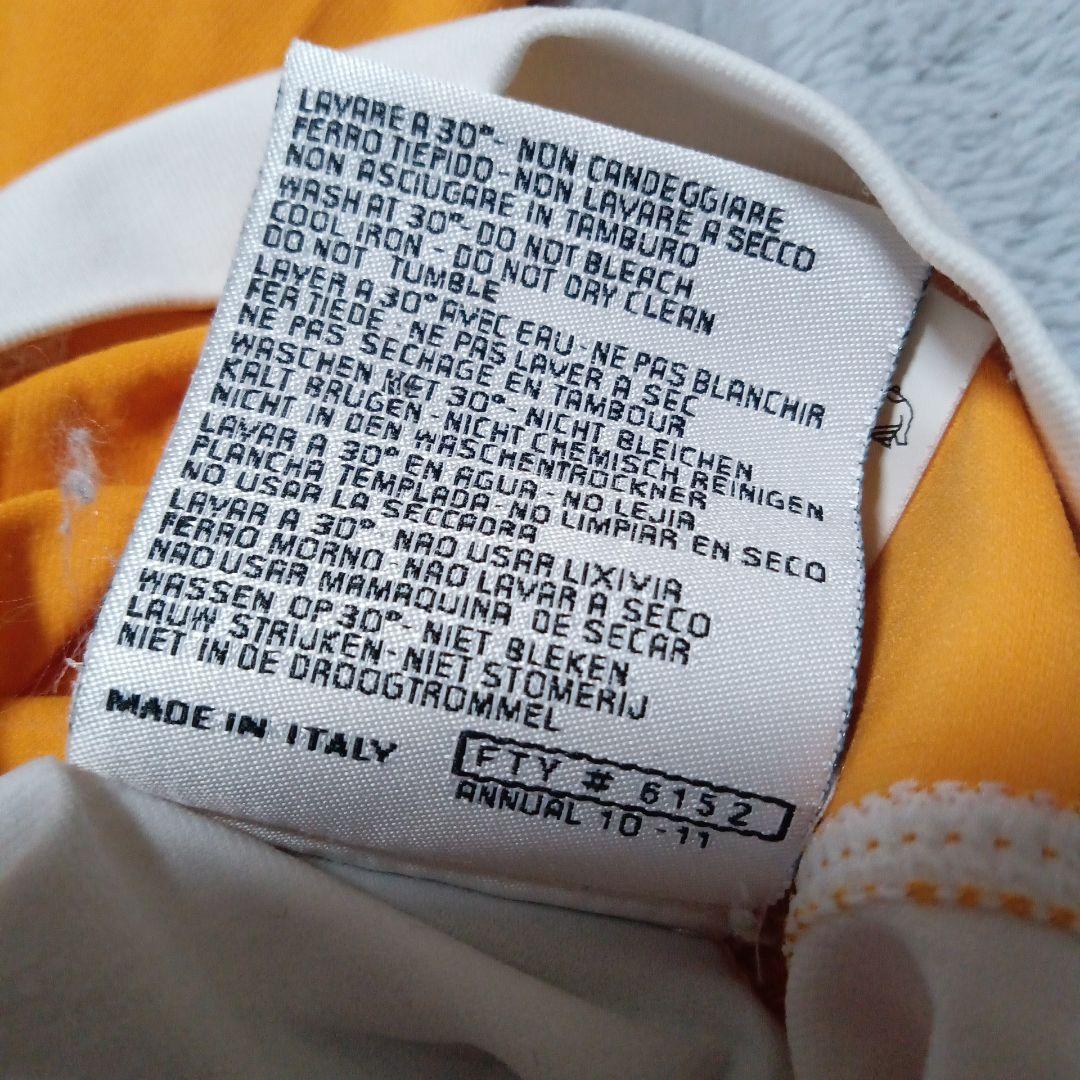 LAVARE A 30°- NON CANDEGGIARE
FERRO TIEPIDO - NON LAVARE A SECCO
NON ASCIUGARE IN TAMBURO
WASH AT 30°- DO NOT BLEACH
COOL IRON - DO NOT DRY CLEAN
DO NOT TUMBLE
LAVER A 30° AVEC EAU - NE PAS BLANCHIR
FER TIEDE - NE PAS LAVER A SEC
NE PAS SECHAGE EN TAMBOUR
WASCHEN MET 30°- NICHT BLEICHEN
KALT BRUGEN - NICHT CHEMISCH REINIGEN
NICHT IN DEN WASCHENTROCKNER
LAVAR A 30° EN AGUA - NO LEJIA
PLANCHA TEMPLADA - NO LIMPIAR EN SECO
NO USAR LA SECCADRA
LAVAR A 30°- NAO USAR LIXIVIA
FERRO MORNO - NAO LAVAR A SECO
NAO USAR MAMAQUINA DE SECAR
WASSEN OP 30°- NIET BLEKEN
LAUW STRIJKEN - NIET STOMERIJ
NIET IN DE DROOGTROMMEL
MADE IN ITALY
FTY # 6152
ANNUAL 10 - 11